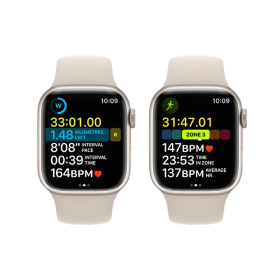 W
10:09
33:01.00
1.48 KILOMETRES LEFT
R
8'08" INTERVAL PACE
00:39 INTERVAL TIME
164BPM
10:09
31:47.01
ZONE 3
147BPM
23:53 TIME IN ZONE
137BPM AVERAGE HR